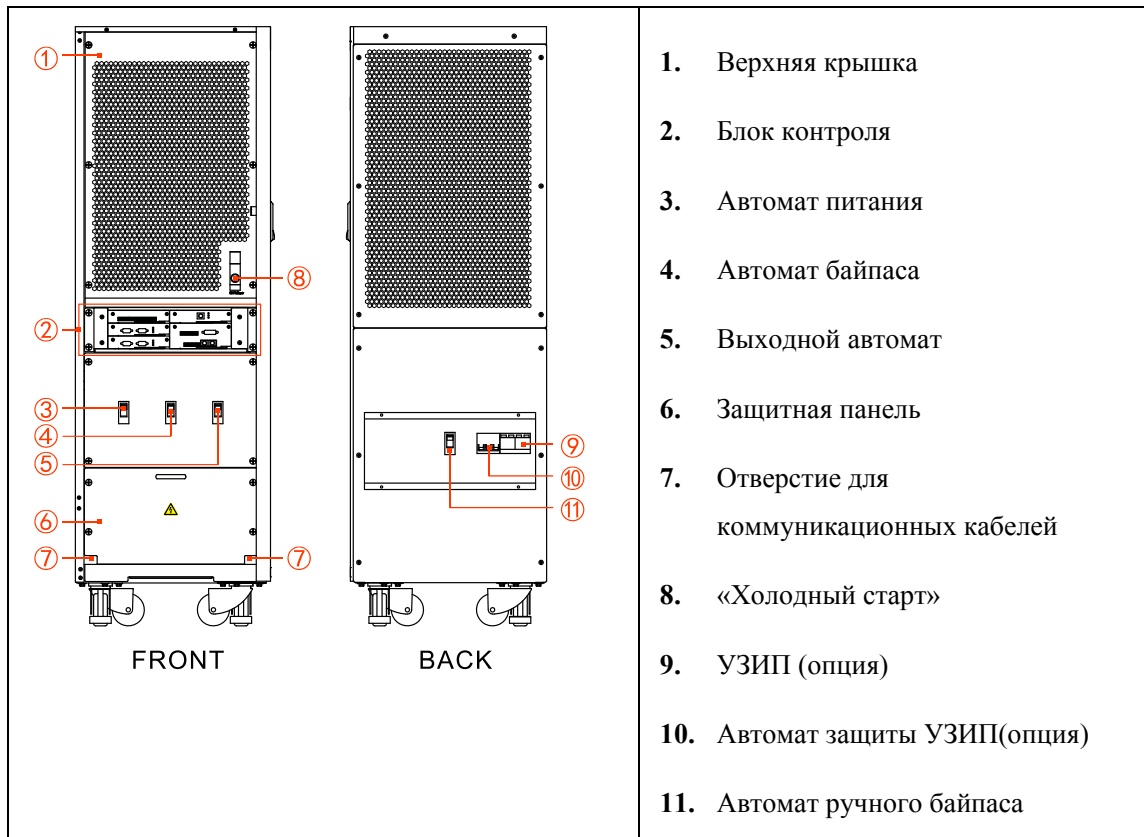 ①
⑧
②
③
④
⑤
⑥
⑦
⑦
⑨
⑩
⑪
FRONT
BACK
1. Верхняя крышка
2. Блок контроля
3. Автомат питания
4. Автомат байпаса
5. Выходной автомат
6. Защитная панель
7. Отверстие для
коммуникационных кабелей
8. «Холодный старт»
9. УЗИП (опция)
10. Автомат защиты УЗИП(опция)
11. Автомат ручного байпаса